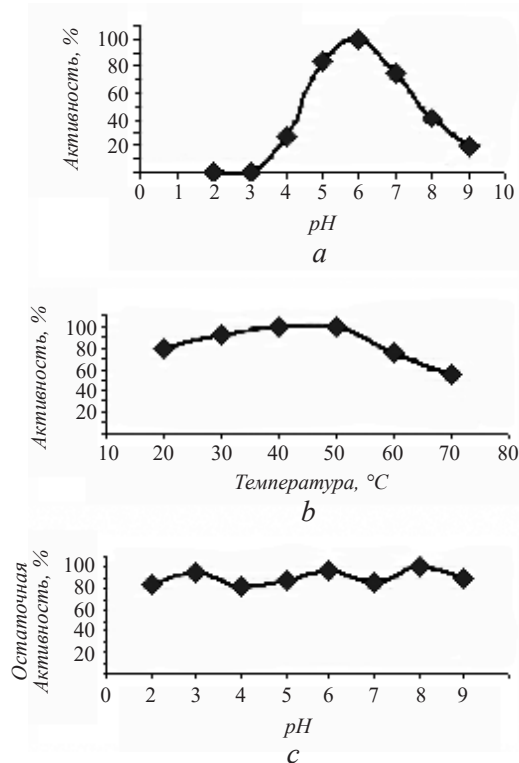 Активность, %
100
80
60
40
20
0 1 2 3 4 5 6 7 8 9 10
pH
a
Активность, %
100
80
60
40
20
10 20 30 40 50 60 70 80
Температура, °C
b
Остаточная
Активность, %
100
80
60
40
20
0 2 3 4 5 6 7 8 9
pH
c